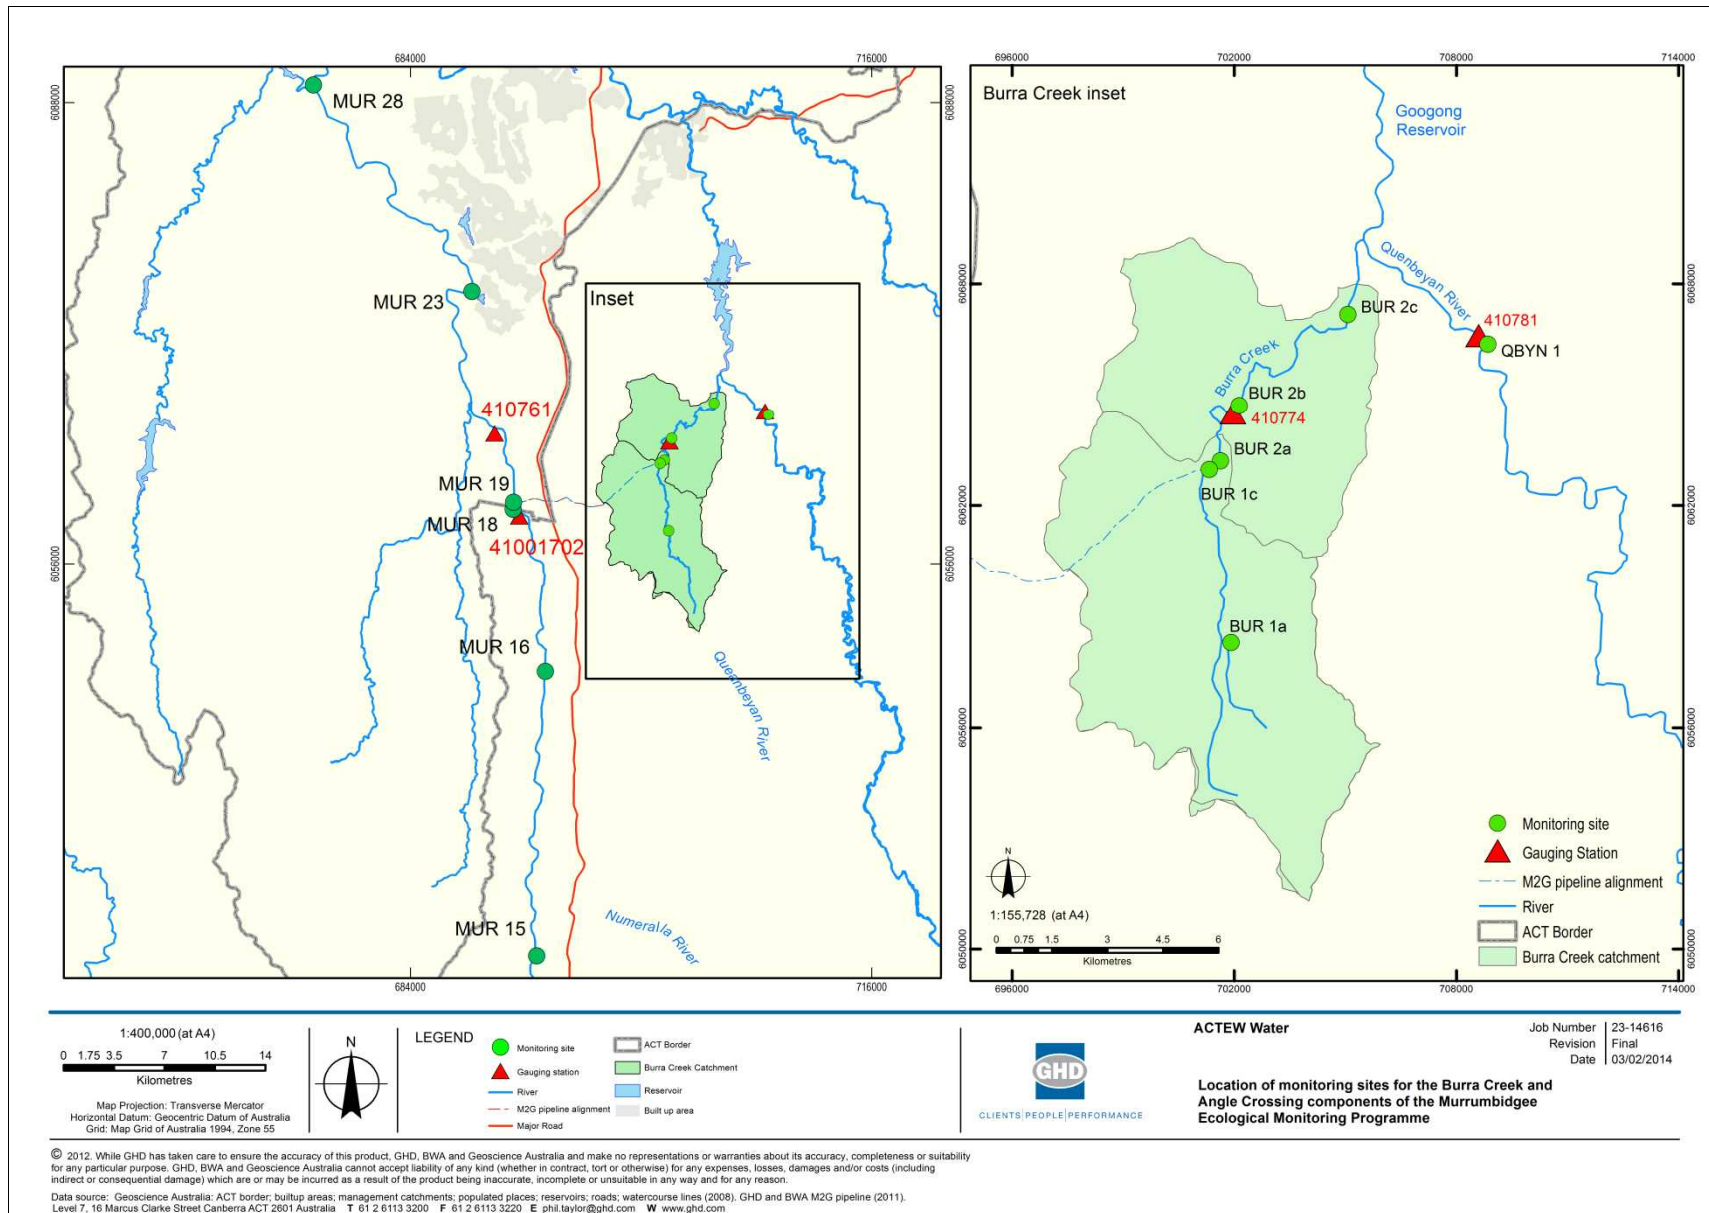 684000
716000
6088000
6088000
6056000
6056000
684000
716000
MUR 28
MUR 23
410761
MUR 19
MUR 18
41001702
MUR 16
MUR 15
Inset
Queenbeyan River
Numeralla River
696000
702000
708000
714000
Burra Creek inset
Googong
Reservoir
Quenbeyan River
410781
QBYN 1
BUR 2c
Burra Creek
BUR 2b
410774
BUR 2a
BUR 1c
BUR 1a
6068000
6068000
6062000
6062000
6056000
6056000
6050000
6050000
N
1:155,728 (at A4)
0 0.75 1.5 3 4.5 6
Kilometres
Monitoring site
Gauging Station
M2G pipeline alignment
River
ACT Border
Burra Creek catchment
696000
702000
708000
714000
1:400,000 (at A4)
0 1.75 3.5 7 10.5 14
Kilometres
Map Projection: Transverse Mercator
Horizontal Datum: Geocentric Datum of Australia
Grid: Map Grid of Australia 1994, Zone 55
N
LEGEND
Monitoring site
Gauging station
River
M2G pipeline alignment
Major Road
ACT Border
Burra Creek Catchment
Reservoir
Built up area
GHD
CLIENTS PEOPLE PERFORMANCE
ACTEW Water
Job Number 23-14616
Revision Final
Date 03/02/2014
Location of monitoring sites for the Burra Creek and
Angle Crossing components of the Murrumbidgee
Ecological Monitoring Programme
© 2012. While GHD has taken care to ensure the accuracy of this product, GHD, BWA and Geoscience Australia and make no representations or warranties about its accuracy, completeness or suitability
for any particular purpose. GHD, BWA and Geoscience Australia cannot accept liability of any kind (whether in contract, tort or otherwise) for any expenses, losses, damages and/or costs (including
indirect or consequential damage) which are or may be incurred as a result of the product being inaccurate, incomplete or unsuitable in any way and for any reason.
Data source: Geoscience Australia: ACT border; builtup areas; management catchments; populated places; reservoirs; roads; watercourse lines (2008). GHD and BWA M2G pipeline (2011).
Level 7, 16 Marcus Clarke Street Canberra ACT 2601 Australia T 61 2 6113 3200 F 61 2 6113 3220 E phil.taylor@ghd.com W www.ghd.com